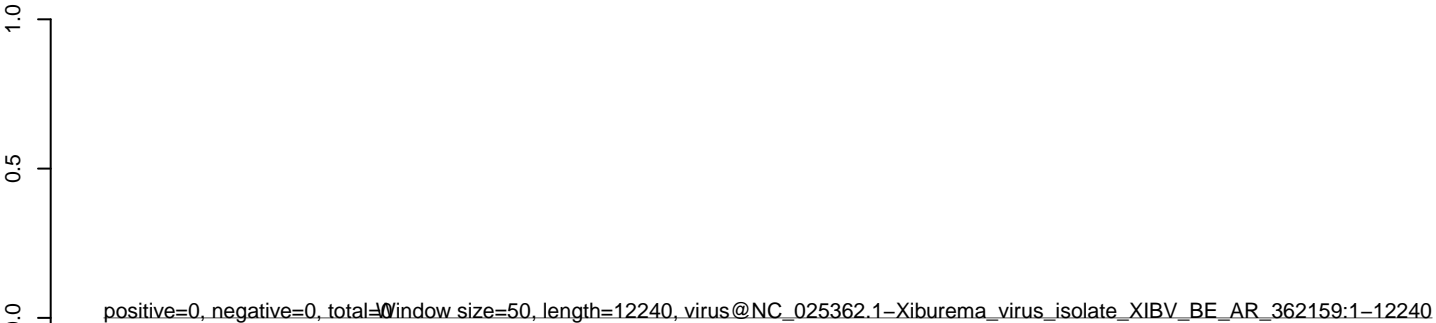 1.0
0.5
0.0
positive=0, negative=0, total=0
Window size=50, length=12240, virus@NC_025362.1−Xiburema_virus_isolate_XIBV_BE_AR_362159:1−12240